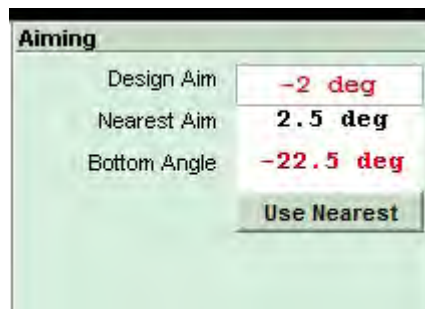 Aiming
Design Aim -2 deg
Nearest Aim 2.5 deg
Bottom Angle -22.5 deg
Use Nearest